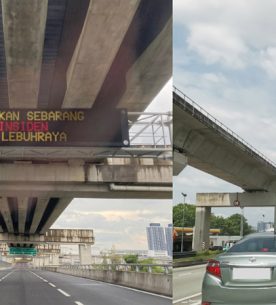 KAN SEBARANG
INSIDEN
LEBUHRAYA